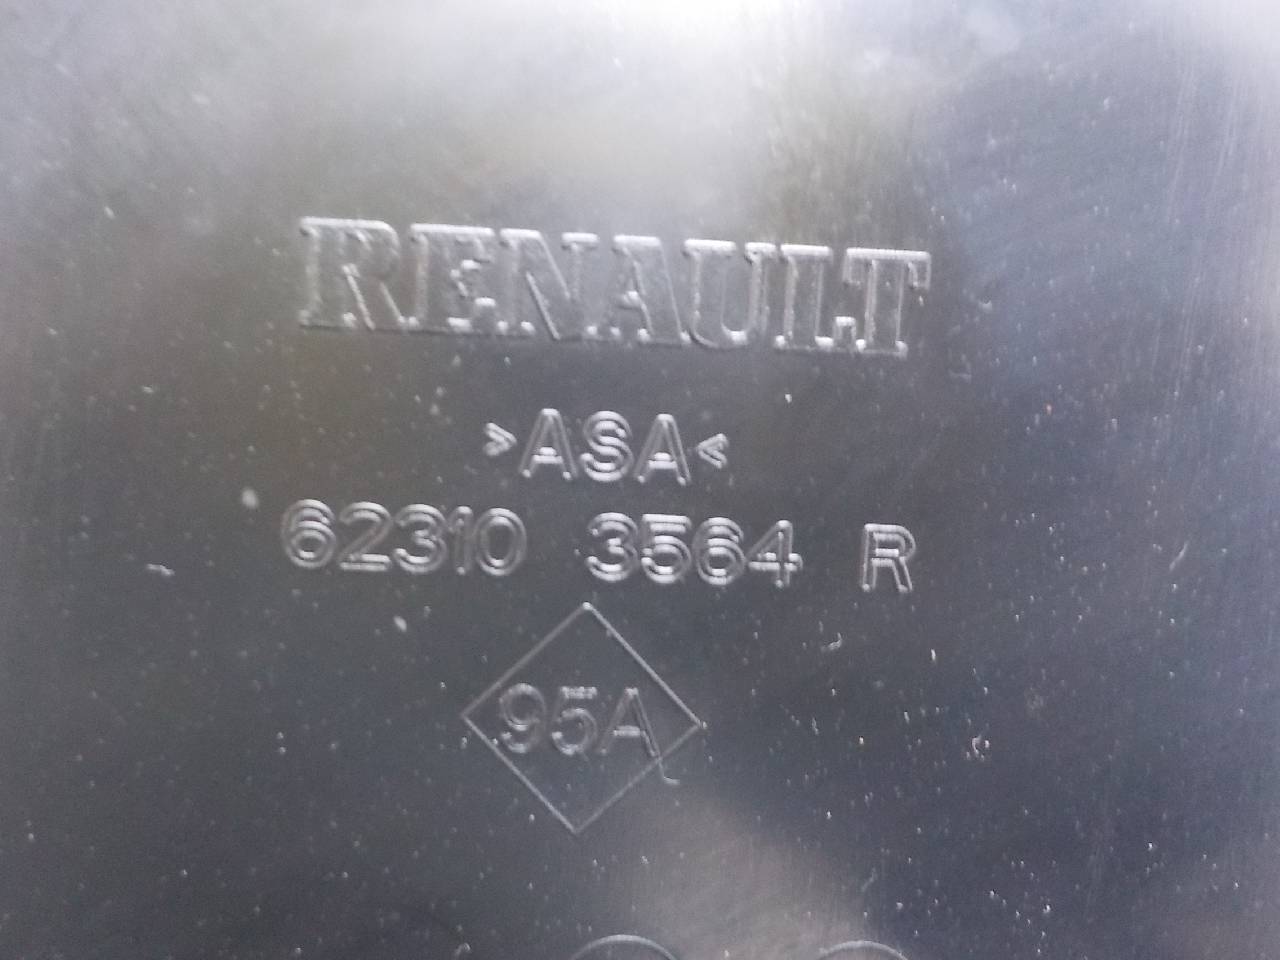 RENAULT
>ASA<
62310 3564 R
95A